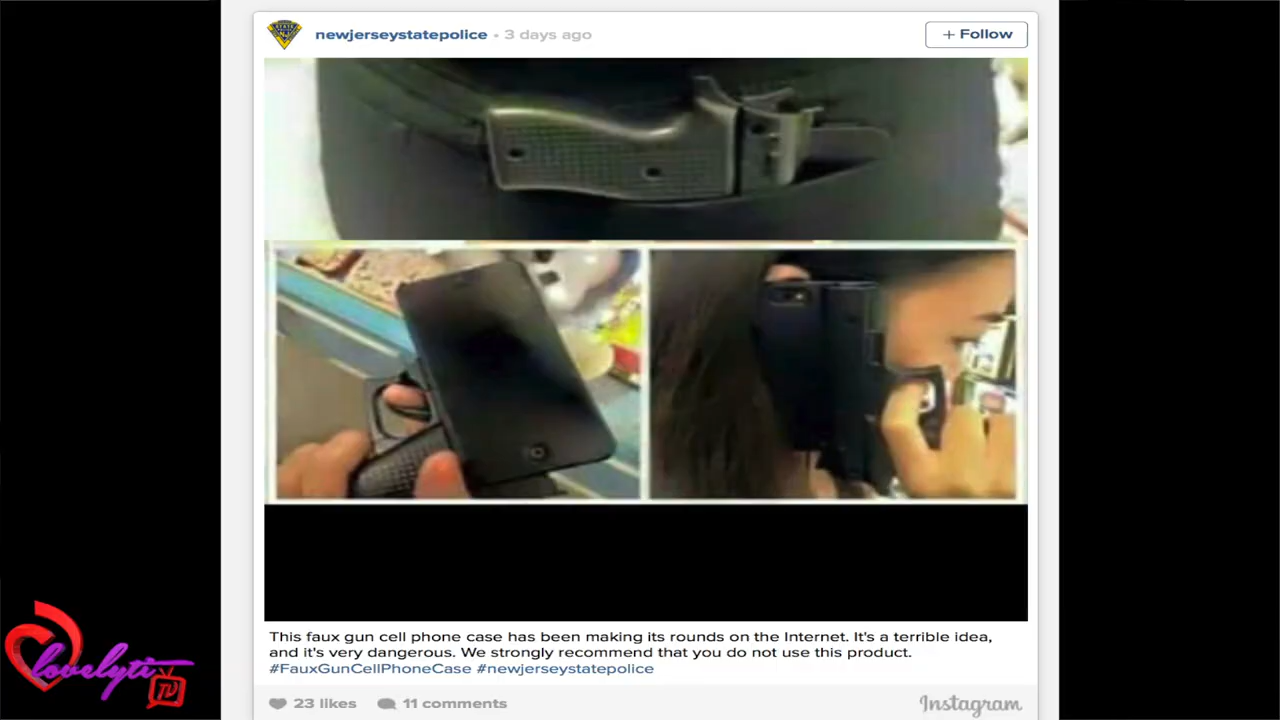 newjerseystatepolice • 3 days ago
+ Follow
This faux gun cell phone case has been making its rounds on the Internet. It's a terrible idea,
and it's very dangerous. We strongly recommend that you do not use this product.
#FauxGunCellPhoneCase #newjerseystatepolice
23 likes 11 comments
Instagram
lovelyti
TV